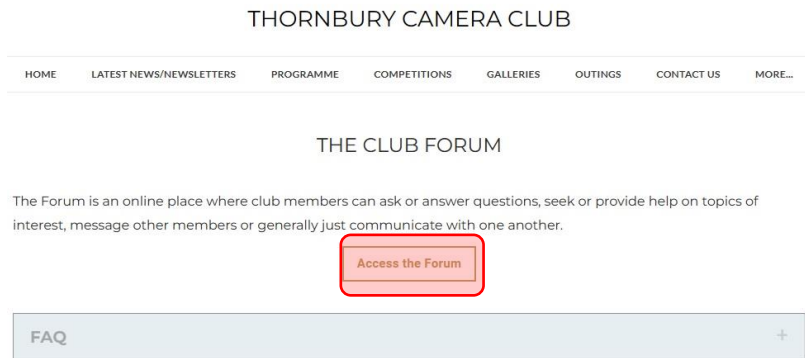 THORNBURY CAMERA CLUB
HOME LATEST NEWS/NEWSLETTERS PROGRAMME COMPETITIONS GALLERIES OUTINGS CONTACT US MORE...
THE CLUB FORUM
The Forum is an online place where club members can ask or answer questions, seek or provide help on topics of
interest, message other members or generally just communicate with one another.
Access the Forum
FAQ +